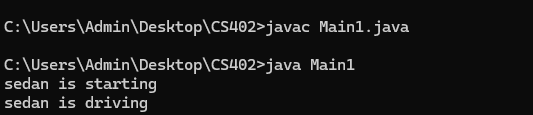 C:\Users\Admin\Desktop\CS402>javac Main1.java
C:\Users\Admin\Desktop\CS402>java Main1
sedan is starting
sedan is driving